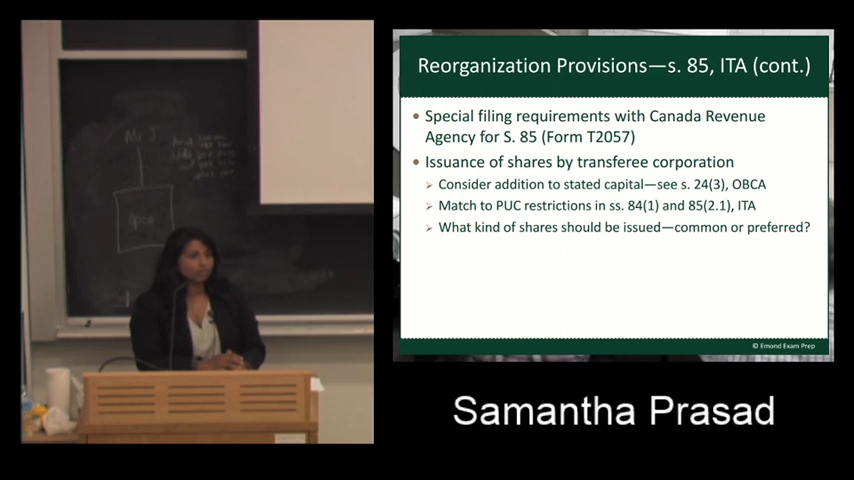 Mr J
opco
Reorganization Provisions—s. 85, ITA (cont.)
Special filing requirements with Canada Revenue
Agency for S. 85 (Form T2057)
Issuance of shares by transferee corporation
Consider addition to stated capital—see s. 24(3), OBCA
Match to PUC restrictions in ss. 84(1) and 85(2.1), ITA
What kind of shares should be issued—common or preferred?
© Emond Exam Prep
Samantha Prasad